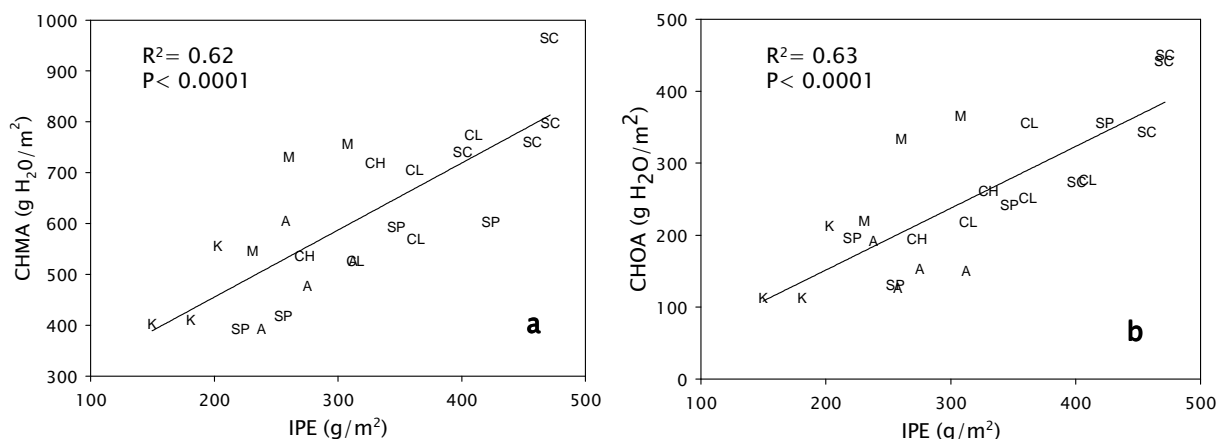 1000
900
800
700
600
500
400
300
CHMA (g H₂0/m²)
R²= 0.62
P< 0.0001
SC
SC
CL
SC
SC
M
M
CH
CL
A
SP
SP
K
M
CL
CH
A CL
A
SP
K
K
SP
A
a
100
200
300
400
500
IPE (g/m²)
500
400
300
200
100
0
CHOA (g H₂O/m²)
R²= 0.63
P< 0.0001
SC
SC
M
CL
SP
SC
M
SC
CL
CH
CL
SP
K
M
CL
SP
A
CH
A
A
SP
A
K
K
b
100
200
300
400
500
IPE (g/m²)